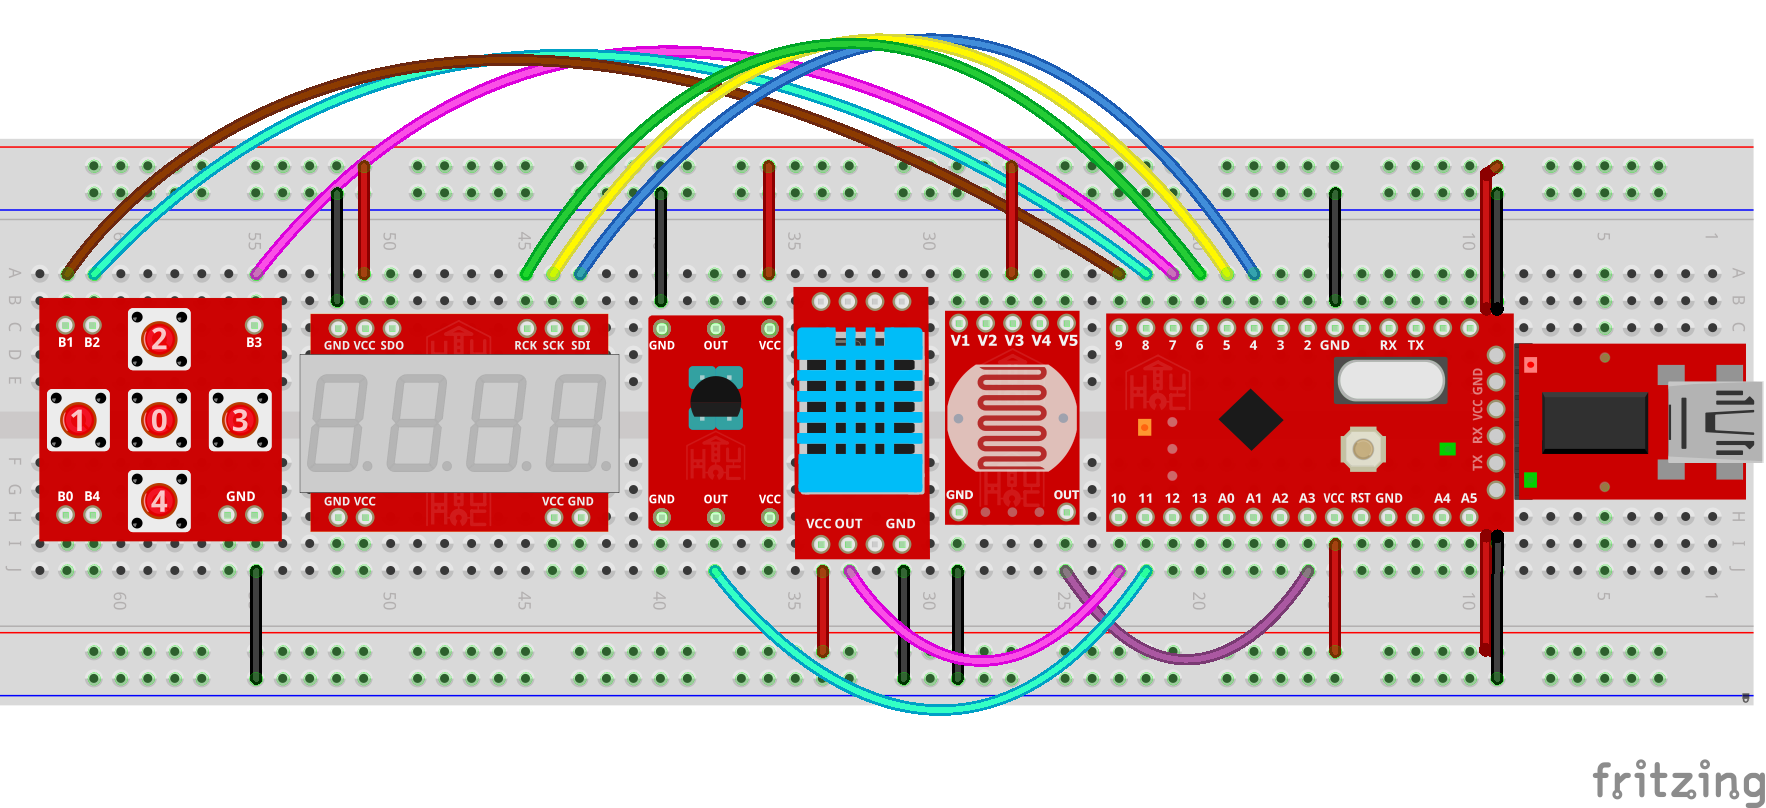 60 55 50 45 40 35 30 25 20 15 10 5 1
A A
B B
C C
D D
E E
B1 B2 2 B3
GND VCC SDO RCK SCK SDI
GND OUT VCC
V1 V2 V3 V4 V5
9 8 7 6 5 4 3 2 GND RX TX
GND
VCC
RX
TX
1 0 3
B0 B4 4 GND
GND VCC VCC GND
GND OUT VCC
VCC OUT GND
GND OUT
10 11 12 13 A0 A1 A2 A3 VCC RST GND A4 A5
F F
G G
H H
I I
J J
60 50 45 40 35 30 25 20 10 5 1
fritzing